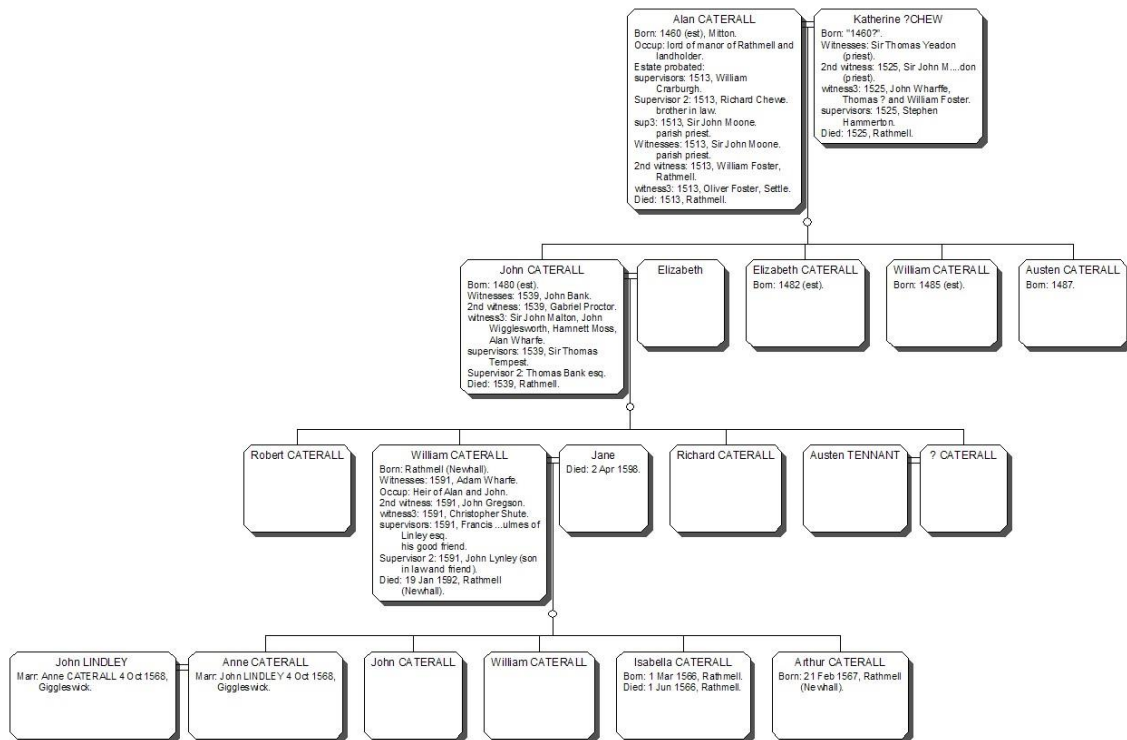 Alan CATERALL
Born: 1460 (est), Mitton.
Occup: lord of manor of Rathmell and
landholder.
Estate probated:
supervisors: 1513, William
Crarburgh.
Supervisor 2: 1513, Richard Chewe.
brother in law.
sup3: 1513, Sir John Moone.
parish priest.
Witnesses: 1513, Sir John Moone.
parish priest.
2nd witness: 1513, William Foster,
Rathmell.
witness3: 1513, Oliver Foster, Settle.
Died: 1513, Rathmell.
Katherine ?CHEW
Born: "1460?".
Witnesses: Sir Thomas Yeadon
(priest).
2nd witness: 1525, Sir John M....don
(priest).
witness3: 1525, John Wharffe,
Thomas ? and William Foster.
supervisors: 1525, Stephen
Hammerton.
Died: 1525, Rathmell.
John CATERALL
Born: 1480 (est).
Witnesses: 1539, John Bank.
2nd witness: 1539, Gabriel Proctor.
witness3: Sir John Malton, John
Wigglesworth, Hamnett Moss,
Alan Wharfe.
supervisors: 1539, Sir Thomas
Tempest.
Supervisor 2: Thomas Bank esq.
Died: 1539, Rathmell.
Elizabeth
Elizabeth CATERALL
Born: 1482 (est).
William CATERALL
Born: 1485 (est).
Austen CATERALL
Born: 1487.
Robert CATERALL
William CATERALL
Born: Rathmell (Newhall).
Witnesses: 1591, Adam Wharfe.
Occup: Heir of Alan and John.
2nd witness: 1591, John Gregson.
witness3: 1591, Christopher Shute.
supervisors: 1591, Francis ...ulmes of
Linley esq.
his good friend.
Supervisor 2: 1591, John Lynley (son
in lawand friend).
Died: 19 Jan 1592, Rathmell
(Newhall).
Jane
Died: 2 Apr 1598.
Richard CATERALL
Austen TENNANT
? CATERALL
John LINDLEY
Marr: Anne CATERALL 4 Oct 1568,
Giggleswick.
Anne CATERALL
Marr: John LINDLEY 4 Oct 1568,
Giggleswick.
John CATERALL
William CATERALL
Isabella CATERALL
Born: 1 Mar 1566, Rathmell.
Died: 1 Jun 1566, Rathmell.
Arthur CATERALL
Born: 21 Feb 1567, Rathmell
(Newhall).